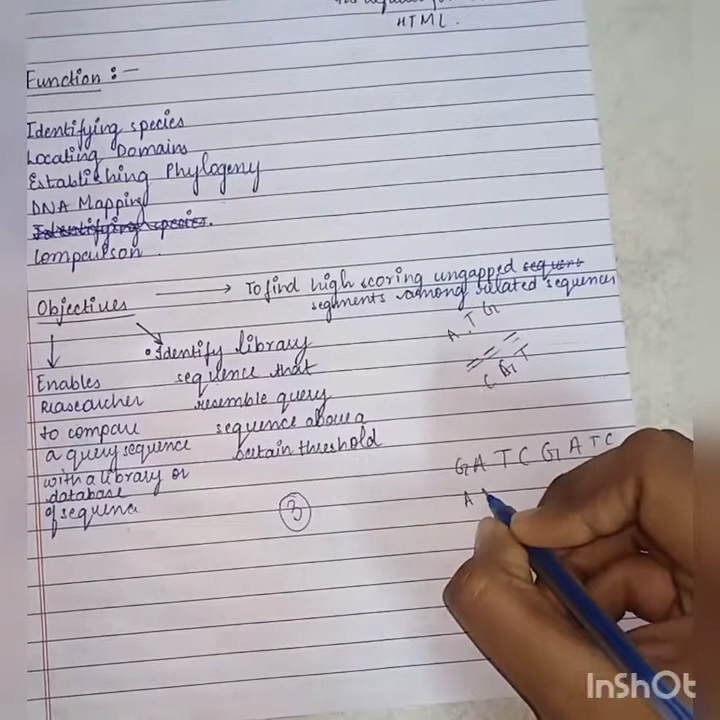 HTML.
Function :-
Identifying species
Locating Domains
Establishing Phylogeny
DNA Mapping
Identifying species.
Comparison.
Objectives → To find high scoring ungapped
segments among related sequences
A T G
C G T
• Identify library
sequence that
resemble query
sequence above a
certain threshold
Enables
researcher
to compare
a query sequence
with a library or
database
of sequence
3
G A T C G A T C
A
InShOt